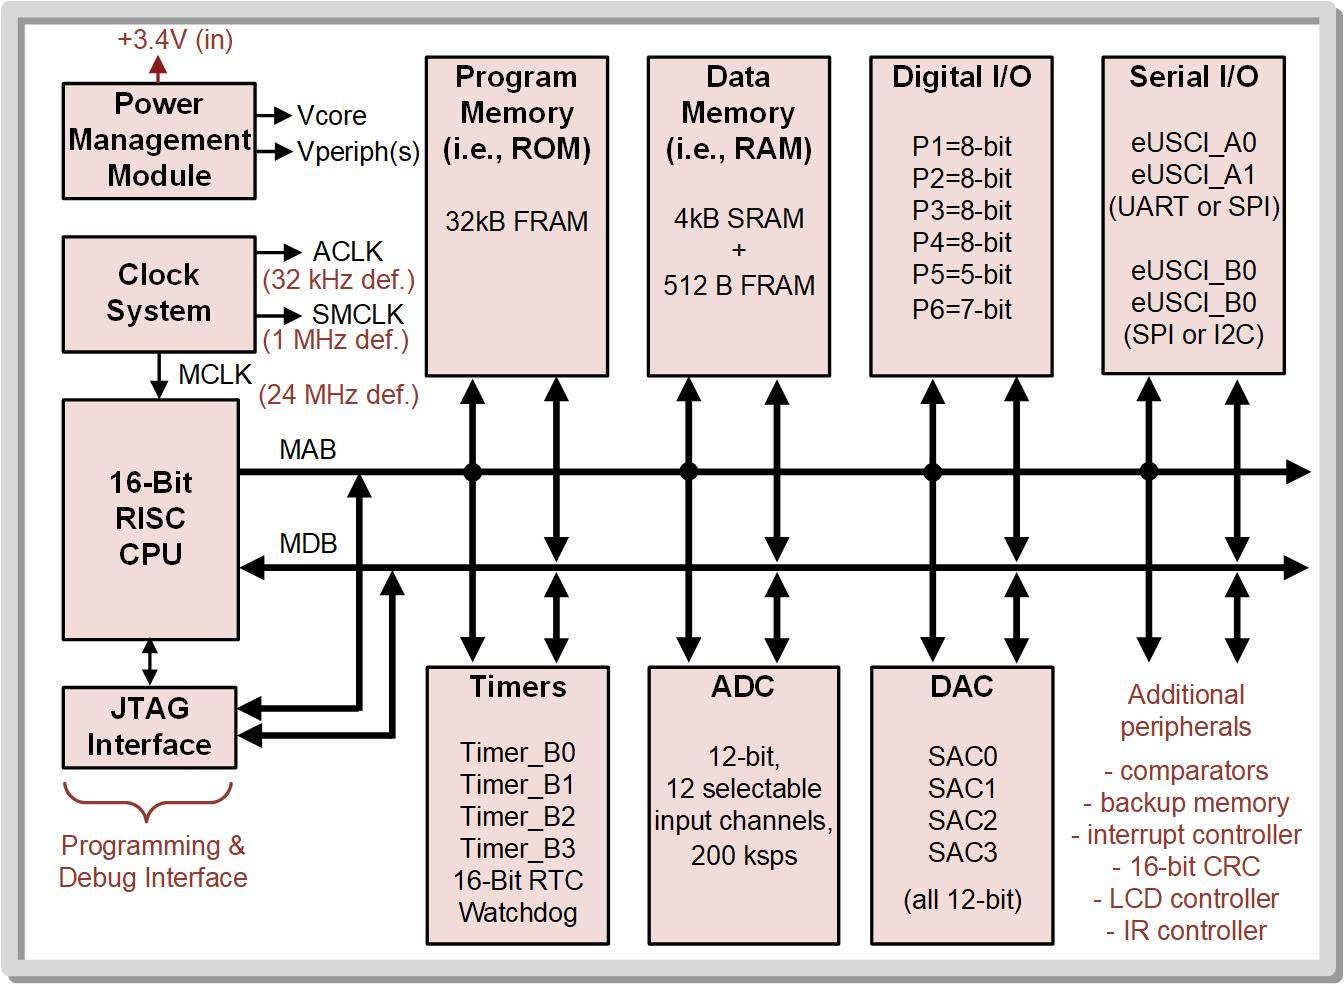 +3.4V (in)
Power
Management
Module
Vcore
Vperiph(s)
Clock
System
ACLK
(32 kHz def.)
SMCLK
(1 MHz def.)
MCLK
(24 MHz def.)
16-Bit
RISC
CPU
MAB
MDB
JTAG
Interface
Programming &
Debug Interface
Program
Memory
(i.e., ROM)
32kB FRAM
Data
Memory
(i.e., RAM)
4kB SRAM
+
512 B FRAM
Digital I/O
P1=8-bit
P2=8-bit
P3=8-bit
P4=8-bit
P5=5-bit
P6=7-bit
Serial I/O
eUSCI_A0
eUSCI_A1
(UART or SPI)
eUSCI_B0
eUSCI_B0
(SPI or I2C)
Timers
Timer_B0
Timer_B1
Timer_B2
Timer_B3
16-Bit RTC
Watchdog
ADC
12-bit,
12 selectable
input channels,
200 ksps
DAC
SAC0
SAC1
SAC2
SAC3
(all 12-bit)
Additional
peripherals
- comparators
- backup memory
- interrupt controller
- 16-bit CRC
- LCD controller
- IR controller